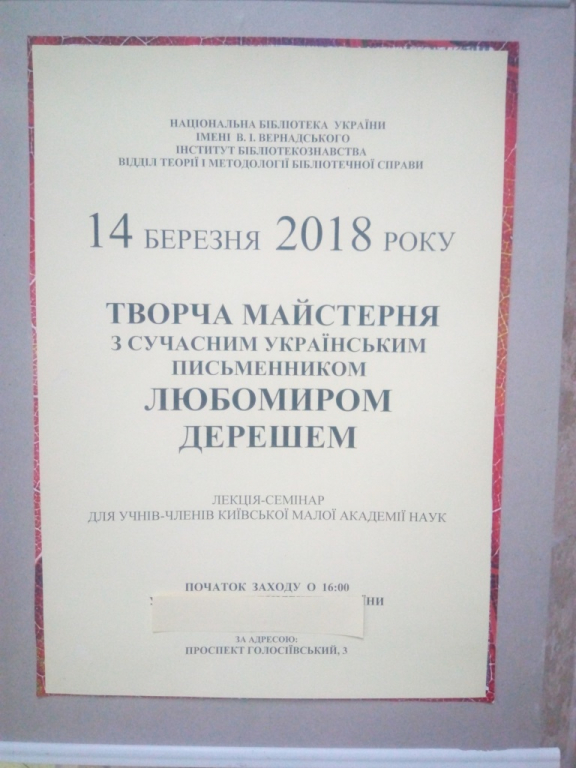 НАЦІОНАЛЬНА БІБЛІОТЕКА УКРАЇНИ
ІМЕНІ В. І. ВЕРНАДСЬКОГО
ІНСТИТУТ БІБЛІОТЕКОЗНАВСТВА
ВІДДІЛ ТЕОРІЇ І МЕТОДОЛОГІЇ БІБЛІОТЕЧНОЇ СПРАВИ
14 БЕРЕЗНЯ 2018 РОКУ
ТВОРЧА МАЙСТЕРНЯ
З СУЧАСНИМ УКРАЇНСЬКИМ
ПИСЬМЕННИКОМ
ЛЮБОМИРОМ
ДЕРЕШЕМ
ЛЕКЦІЯ-СЕМІНАР
ДЛЯ УЧНІВ-ЧЛЕНІВ КИЇВСЬКОЇ МАЛОЇ АКАДЕМІЇ НАУК
ПОЧАТОК ЗАХОДУ О 16:00
ЗА АДРЕСОЮ:
ПРОСПЕКТ ГОЛОСІЇВСЬКИЙ, 3